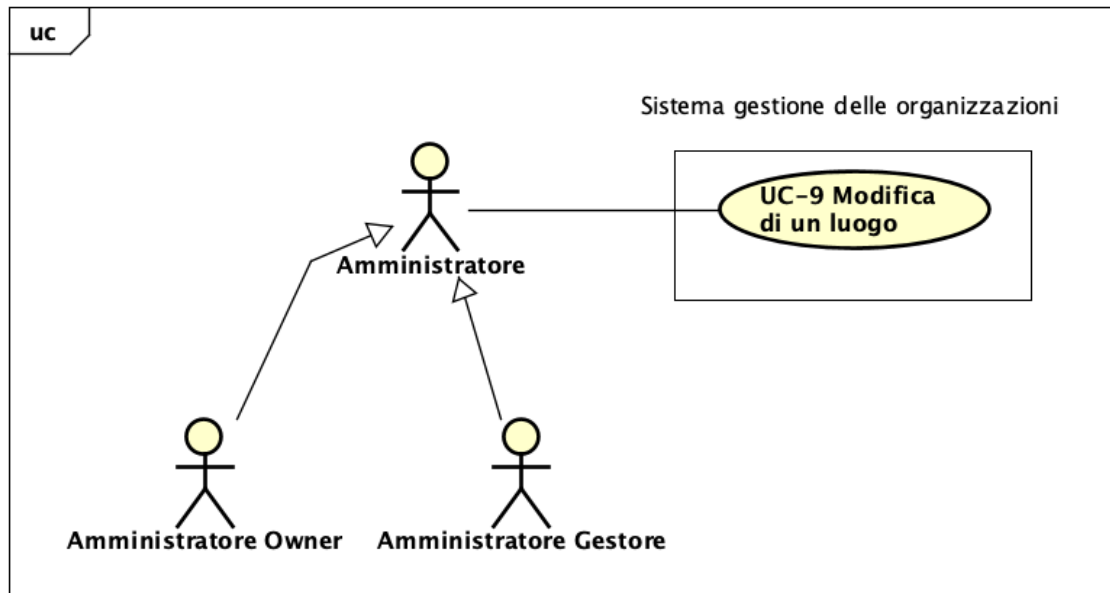 uc
Sistema gestione delle organizzazioni
UC-9 Modifica
di un luogo
Amministratore
Amministratore Owner
Amministratore Gestore